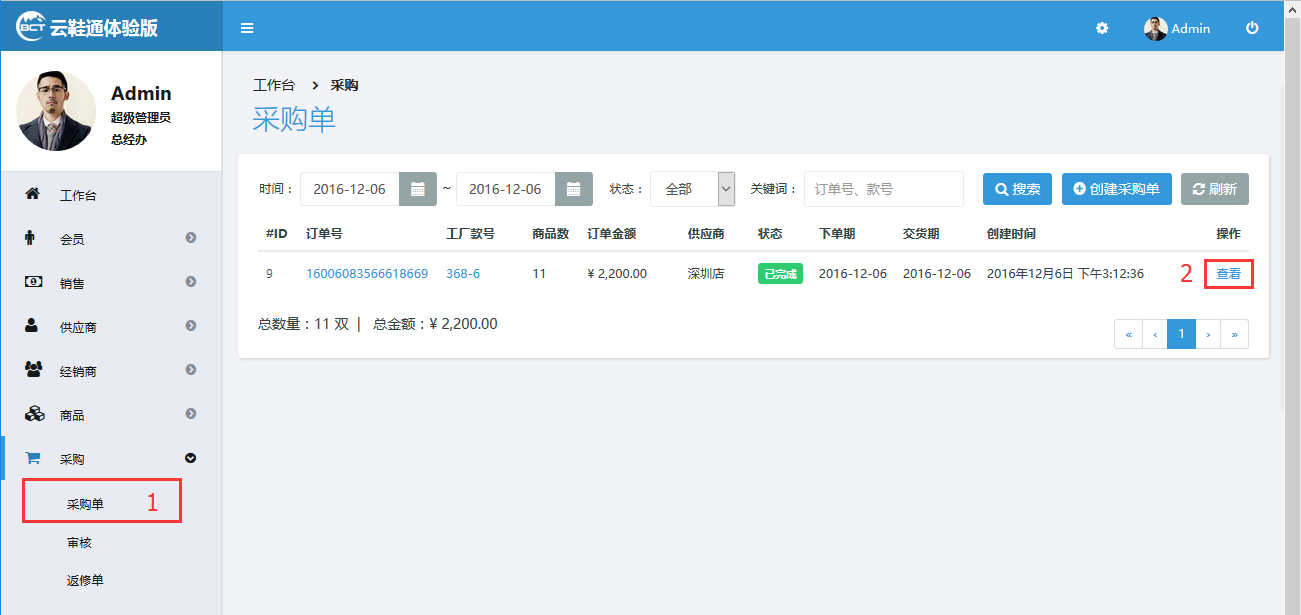 BCT 云鞋通体验版
Admin
Admin
超级管理员
总经办
工作台
会员
销售
供应商
经销商
商品
采购
采购单 1
审核
返修单
工作台 > 采购
采购单
时间： 2016-12-06 ~ 2016-12-06 状态： 全部 关键词： 订单号、款号 搜索 创建采购单 刷新
#ID 订单号 工厂款号 商品数 订单金额 供应商 状态 下单期 交货期 创建时间 操作
9 16006083566618669 368-6 11 ¥ 2,200.00 深圳店 已完成 2016-12-06 2016-12-06 2016年12月6日 下午3:12:36 2 查看
总数量：11 双 | 总金额：¥ 2,200.00
« ‹ 1 › »